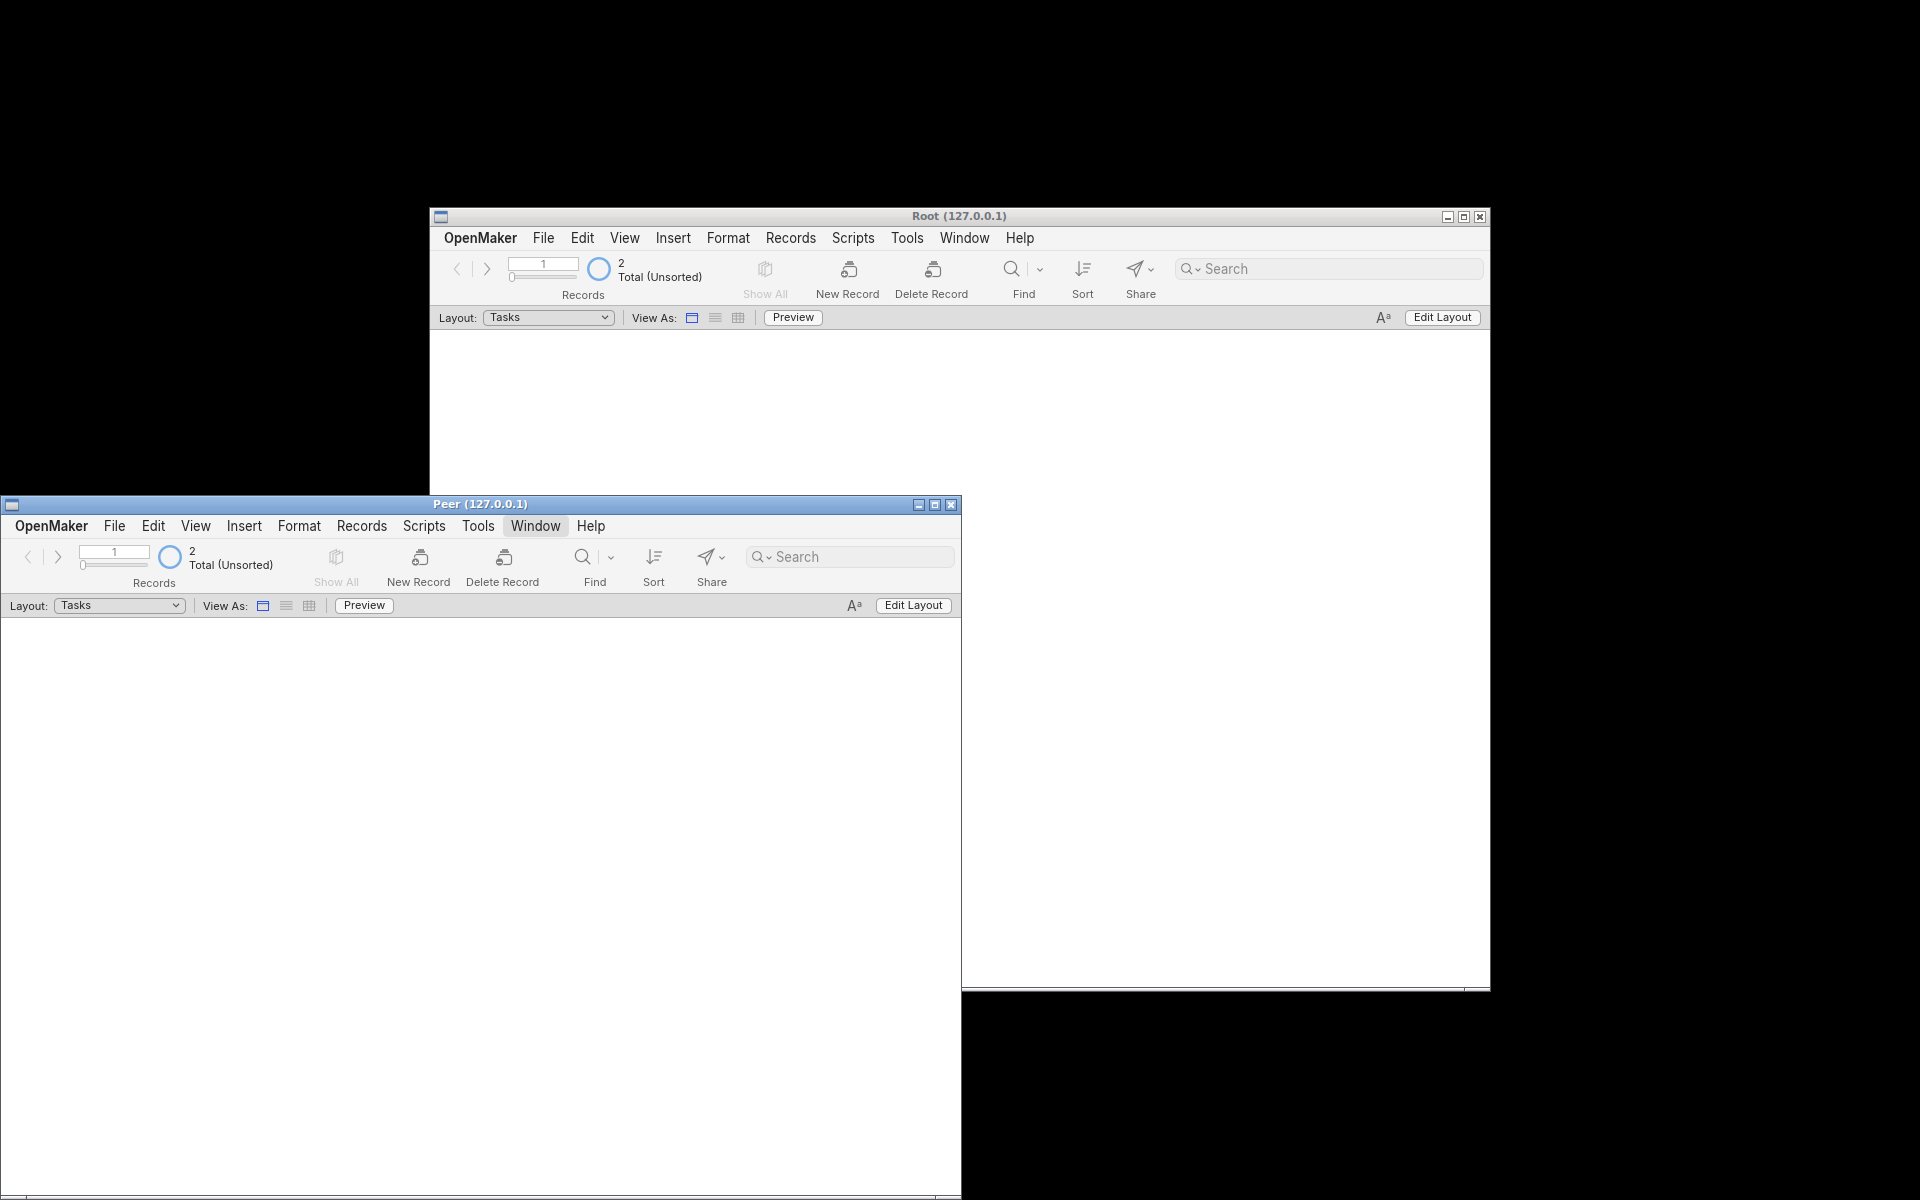 Root (127.0.0.1)
OpenMaker File Edit View Insert Format Records Scripts Tools Window Help
1
2
Total (Unsorted)
Search
Records
Show All
New Record
Delete Record
Find
Sort
Share
Layout: Tasks View As: Preview Aa Edit Layout
Peer (127.0.0.1)
OpenMaker File Edit View Insert Format Records Scripts Tools Window Help
1
2
Total (Unsorted)
Search
Records
Show All
New Record
Delete Record
Find
Sort
Share
Layout: Tasks View As: Preview Aa Edit Layout